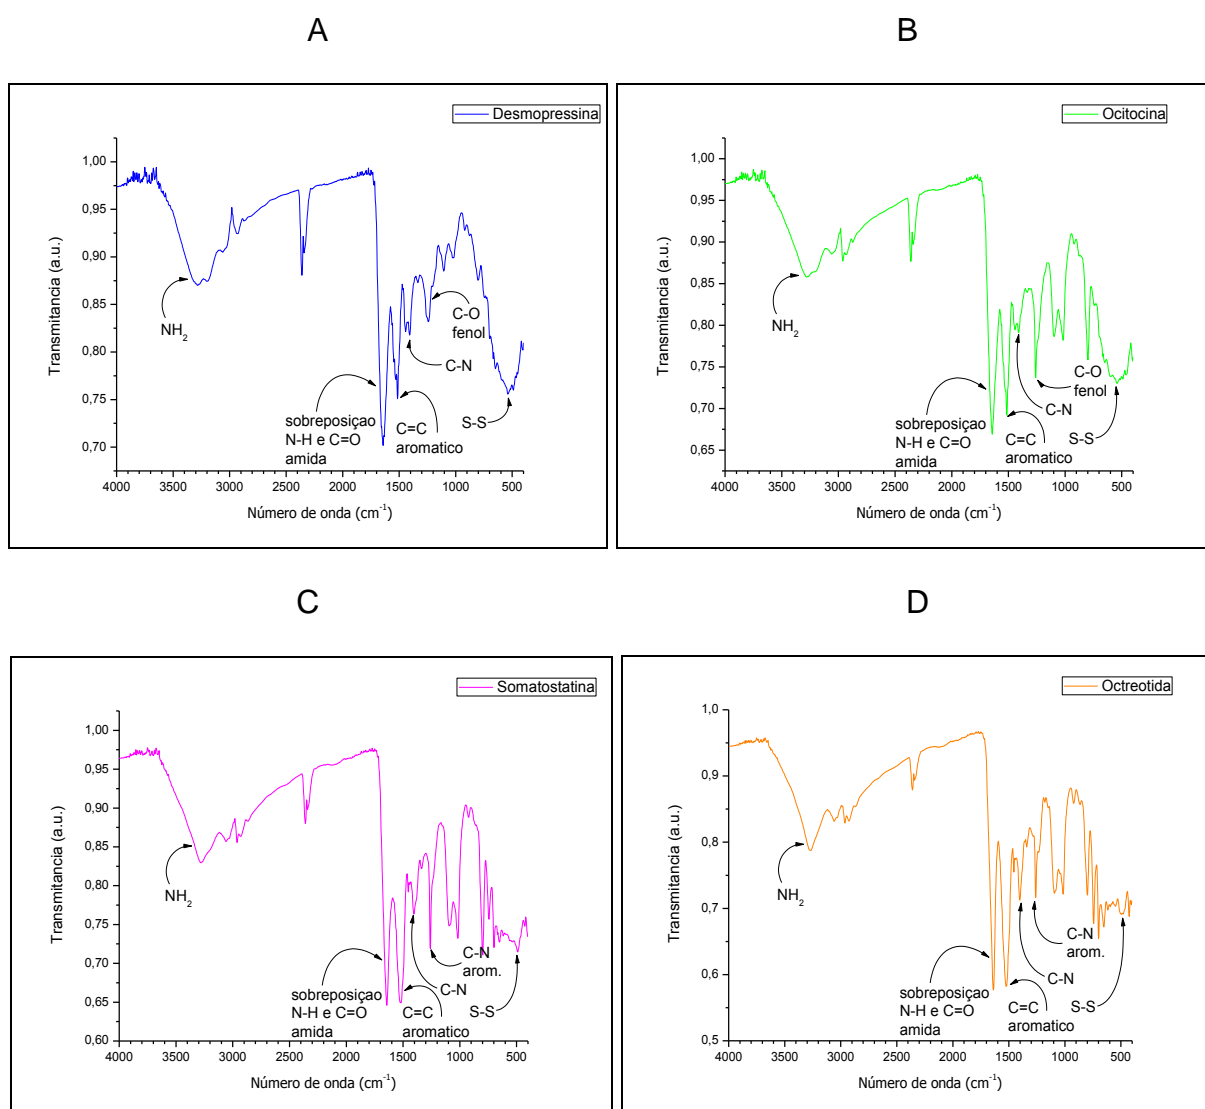 A
B
Desmopressina
1,00
0,95
0,90
0,85
0,80
0,75
0,70
Transmitancia (a.u.)
NH2
C-O
fenol
C-N
sobreposiçao
N-H e C=O
amida
C=C
aromatico
S-S
4000 3500 3000 2500 2000 1500 1000 500
Número de onda (cm-1)
Ocitocina
1,00
0,95
0,90
0,85
0,80
0,75
0,70
0,65
Transmitancia (a.u.)
NH2
C-O
fenol
C-N
sobreposiçao
N-H e C=O
amida
C=C
aromatico
S-S
4000 3500 3000 2500 2000 1500 1000 500
Número de onda (cm-1)
C
D
Somatostatina
1,00
0,95
0,90
0,85
0,80
0,75
0,70
0,65
0,60
Transmitancia (a.u.)
NH2
C-N
arom.
C-N
sobreposiçao
N-H e C=O
amida
C=C
aromatico
S-S
4000 3500 3000 2500 2000 1500 1000 500
Número de onda (cm-1)
Octreotida
1,0
0,9
0,8
0,7
0,6
0,5
Transmitancia (a.u.)
NH2
C-N
arom.
C-N
sobreposiçao
N-H e C=O
amida
C=C
aromatico
S-S
4000 3500 3000 2500 2000 1500 1000 500
Número de onda (cm-1)